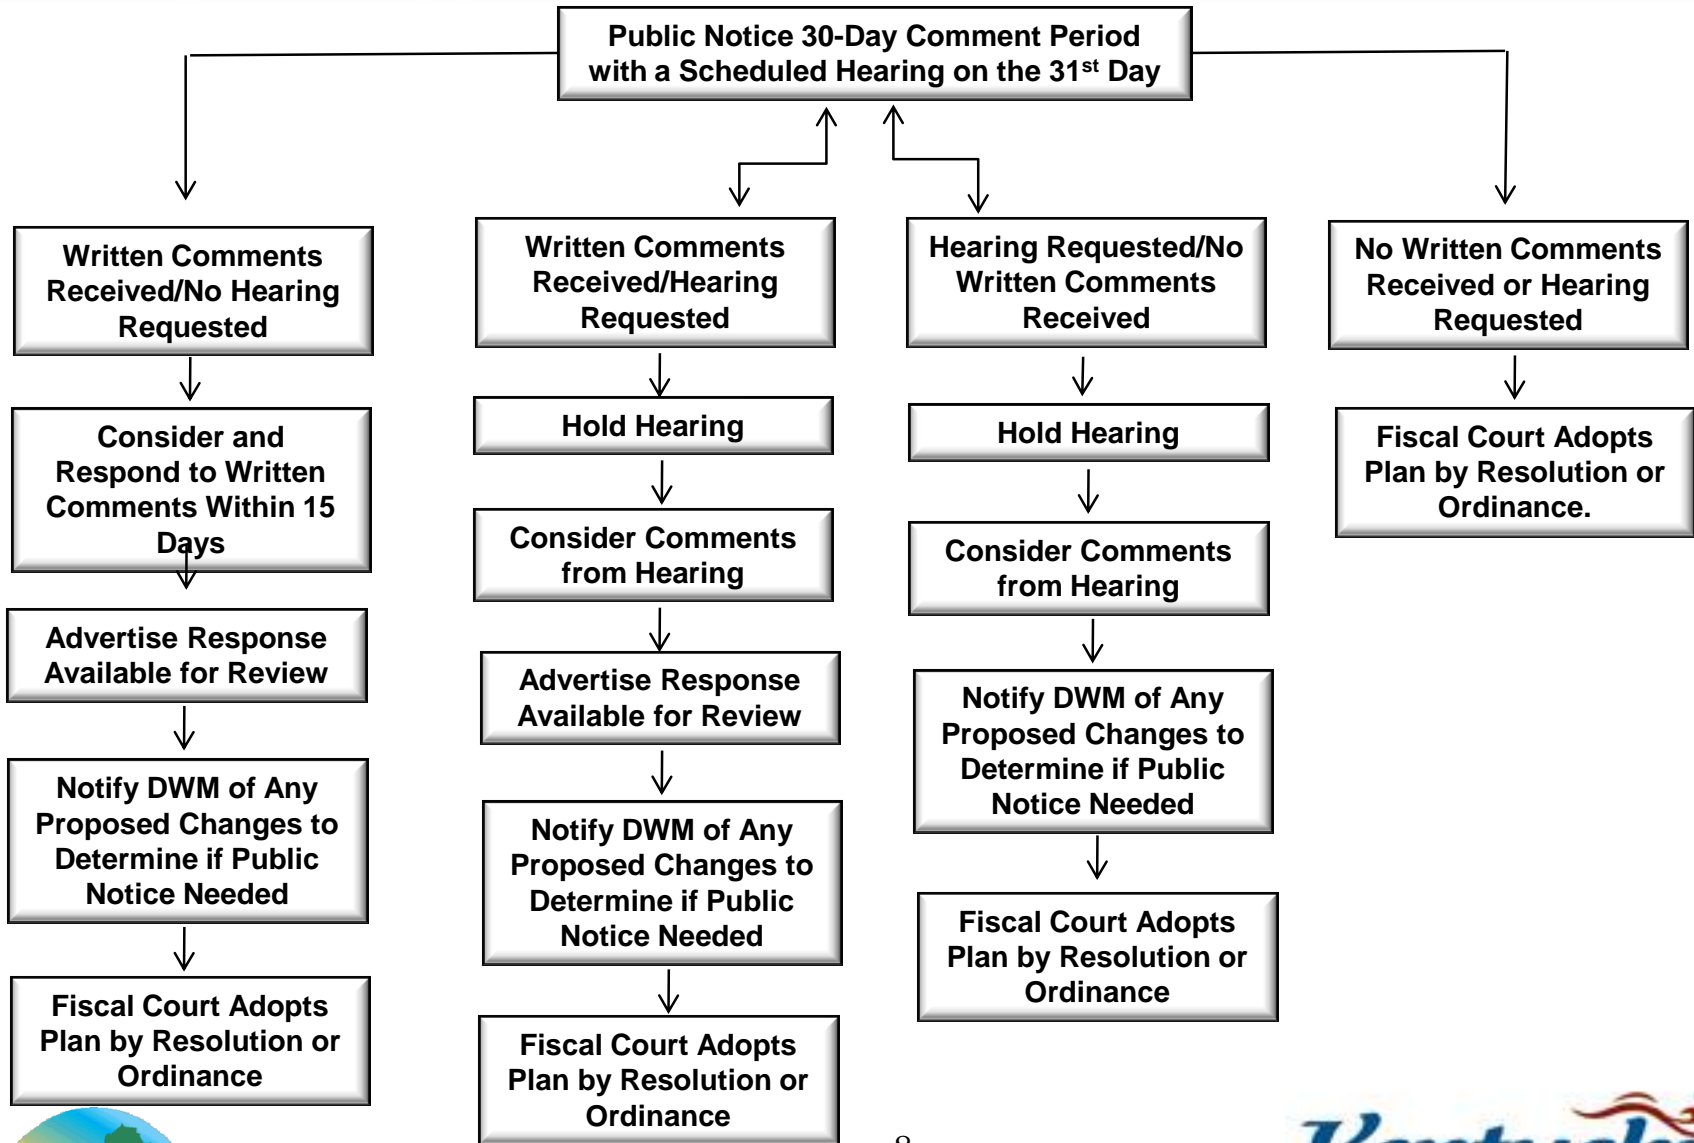 Public Notice 30-Day Comment Period
with a Scheduled Hearing on the 31st Day
Written Comments
Received/No Hearing
Requested
Consider and
Respond to Written
Comments Within 15
Days
Advertise Response
Available for Review
Notify DWM of Any
Proposed Changes to
Determine if Public
Notice Needed
Fiscal Court Adopts
Plan by Resolution or
Ordinance
Written Comments
Received/Hearing
Requested
Hold Hearing
Consider Comments
from Hearing
Advertise Response
Available for Review
Notify DWM of Any
Proposed Changes to
Determine if Public
Notice Needed
Fiscal Court Adopts
Plan by Resolution or
Ordinance
Hearing Requested/No
Written Comments
Received
Hold Hearing
Consider Comments
from Hearing
Notify DWM of Any
Proposed Changes to
Determine if Public
Notice Needed
Fiscal Court Adopts
Plan by Resolution or
Ordinance
No Written Comments
Received or Hearing
Requested
Fiscal Court Adopts
Plan by Resolution or
Ordinance.